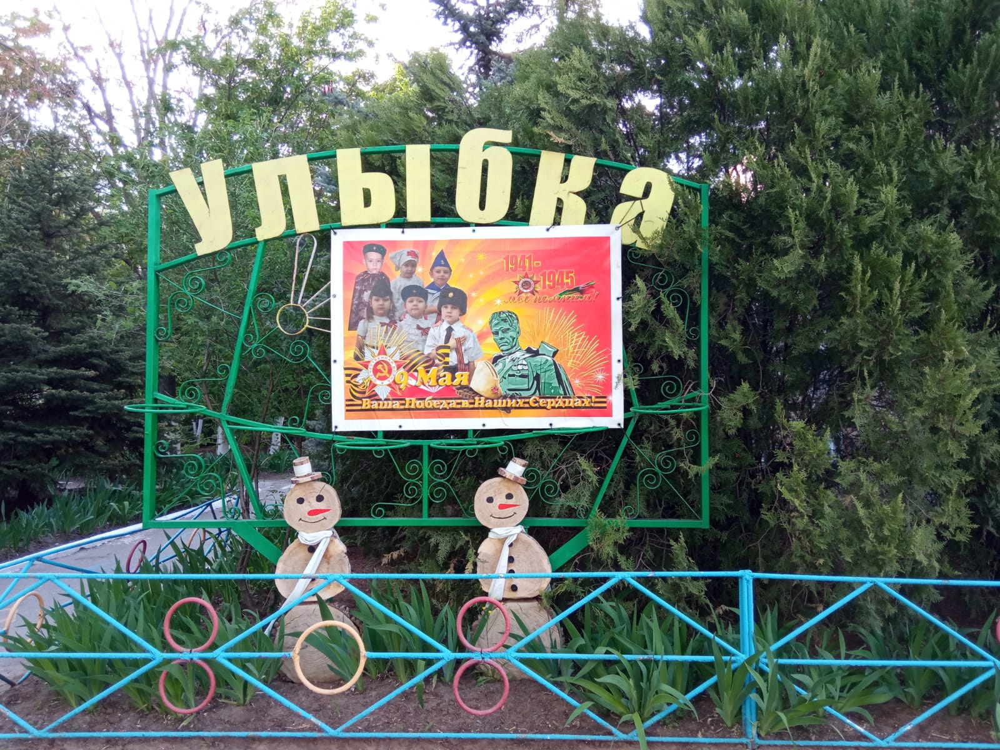 Улыбка
1941-
1945
мы помним!
9 Мая
Ваша Победа в Наших Сердцах!